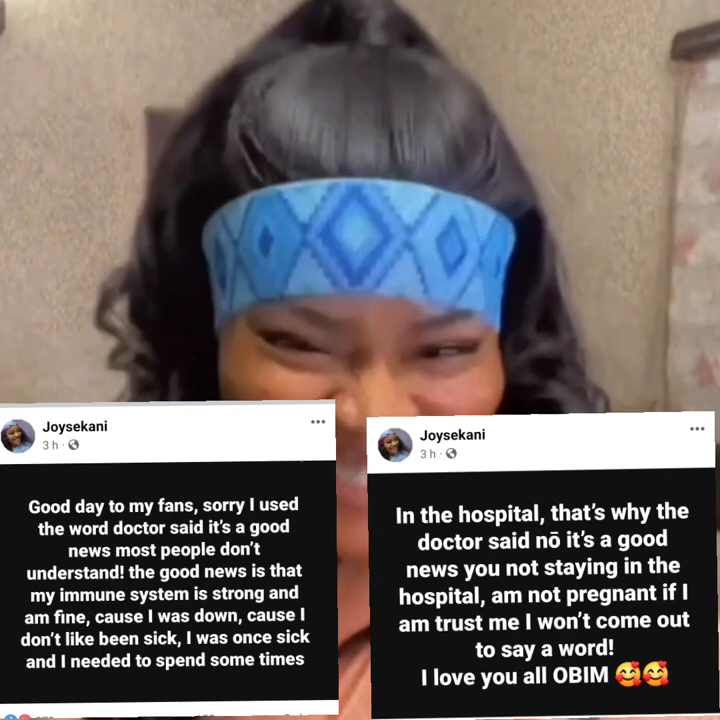 Joysekani
3 h
Good day to my fans, sorry I used
the word doctor said it's a good
news most people don't
understand! the good news is that
my immune system is strong and
am fine, cause I was down, cause I
don't like been sick, I was once sick
and I needed to spend some times
Joysekani
3 h
In the hospital, that's why the
doctor said nō it's a good
news you not staying in the
hospital, am not pregnant if I
am trust me I won't come out
to say a word!
I love you all OBIM 🥰🥰